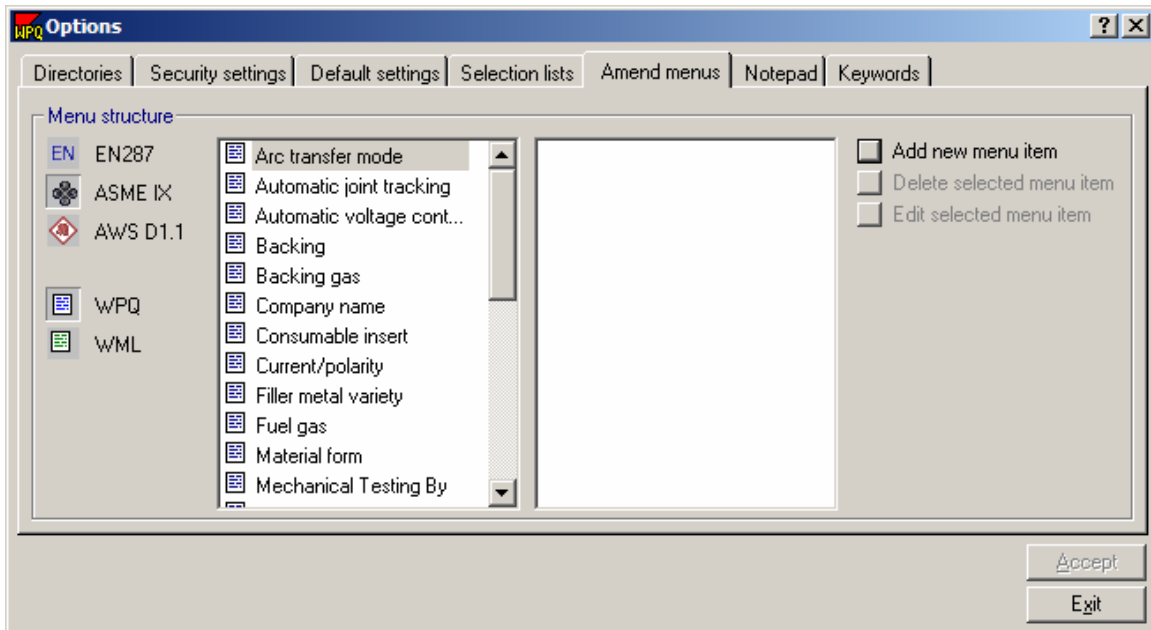 WPQ Options
Directories Security settings Default settings Selection lists Amend menus Notepad Keywords
Menu structure
EN EN287
ASME IX
AWS D1.1
WPQ
WML
Arc transfer mode
Automatic joint tracking
Automatic voltage cont...
Backing
Backing gas
Company name
Consumable insert
Current/polarity
Filler metal variety
Fuel gas
Material form
Mechanical Testing By
Add new menu item
Delete selected menu item
Edit selected menu item
Accept
Exit